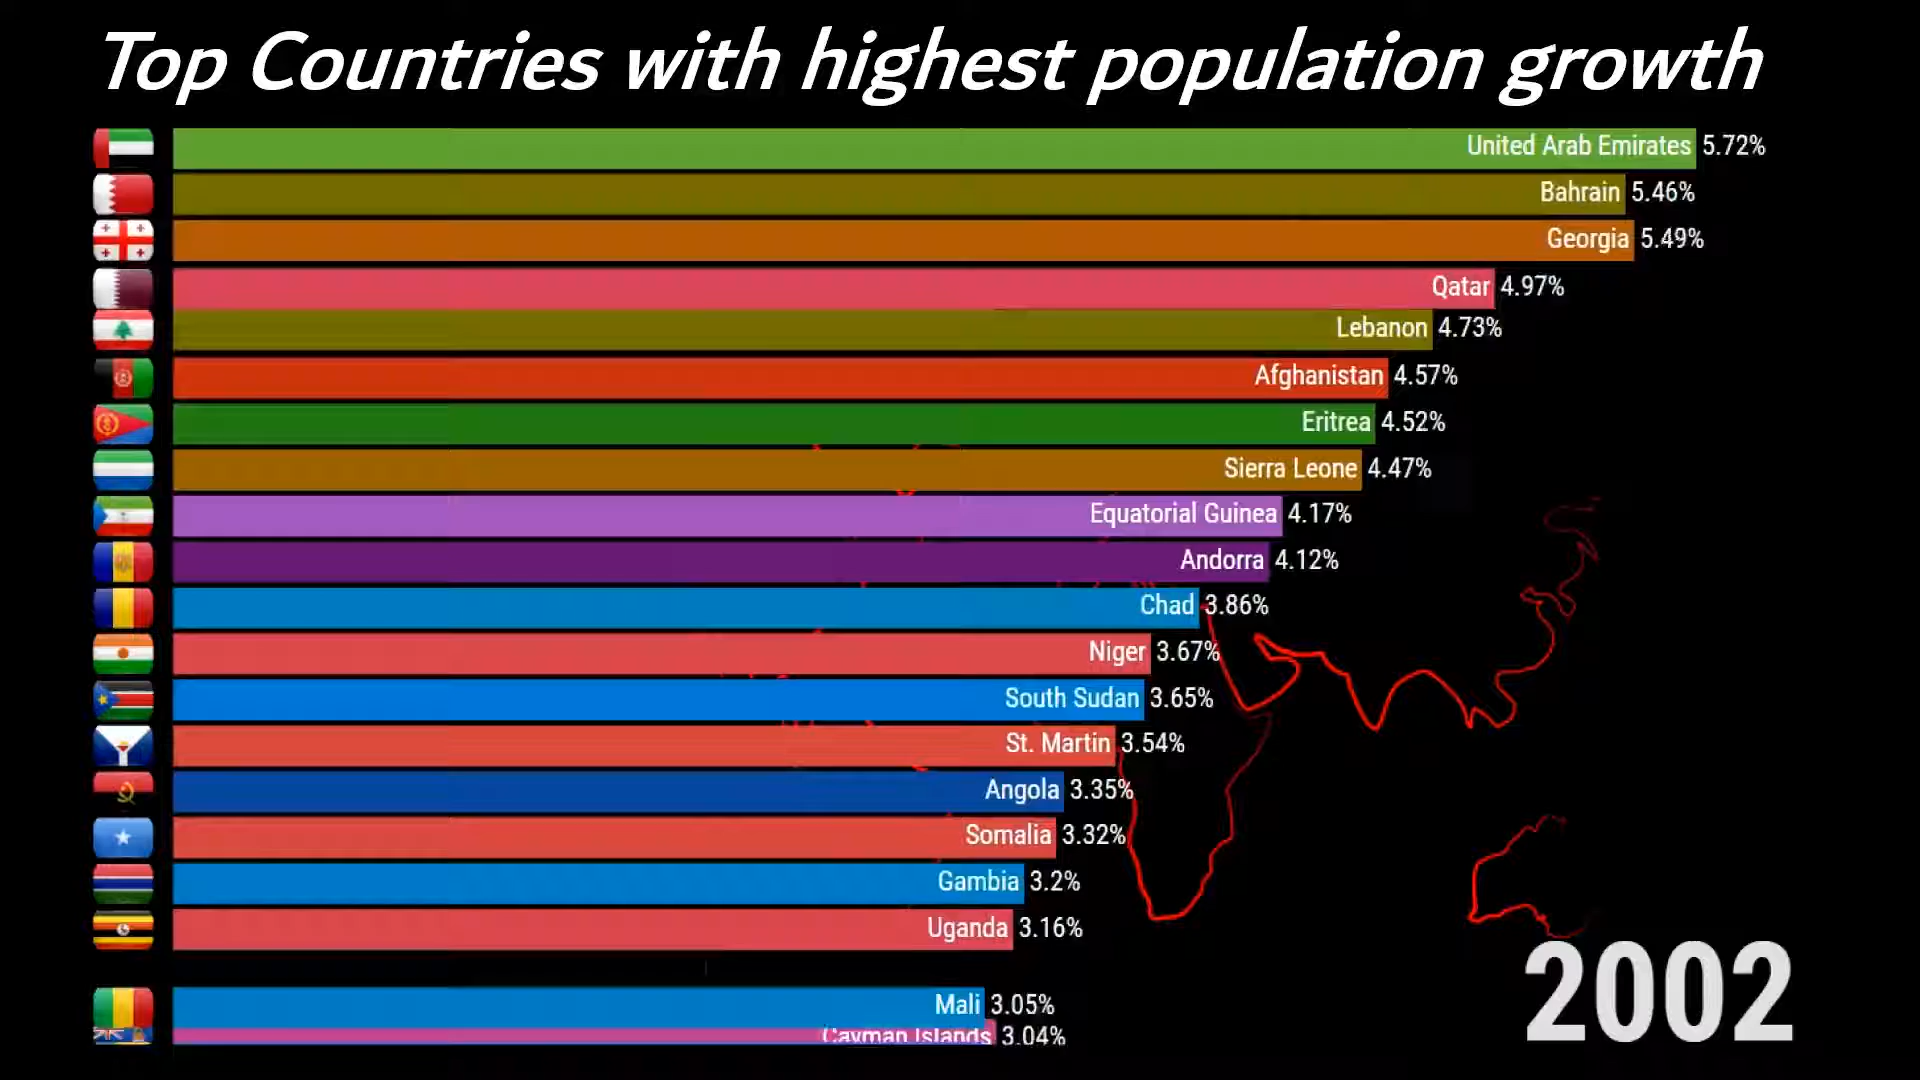 Top Countries with highest population growth
United Arab Emirates 5.72%
Bahrain 5.46%
Georgia 5.49%
Qatar 4.97%
Lebanon 4.73%
Afghanistan 4.57%
Eritrea 4.52%
Sierra Leone 4.47%
Equatorial Guinea 4.17%
Andorra 4.12%
Chad 3.86%
Niger 3.67%
South Sudan 3.65%
St. Martin 3.54%
Angola 3.35%
Somalia 3.32%
Gambia 3.2%
Uganda 3.16%
Mali 3.05%
Cayman Islands 3.04%
2002